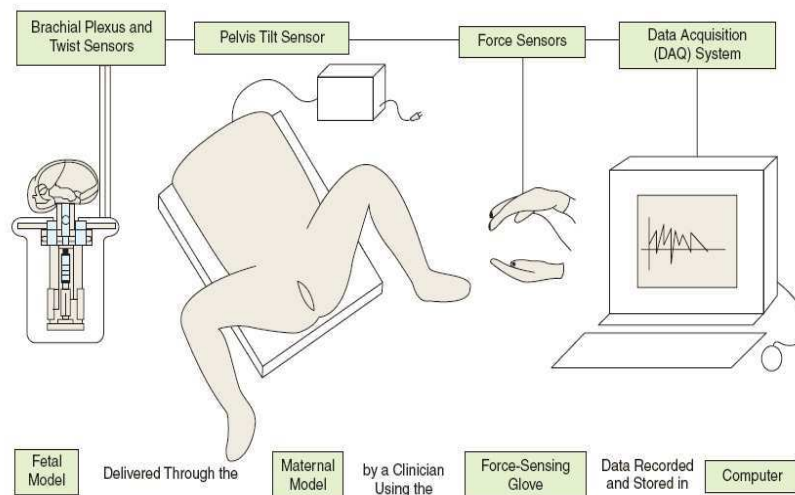 Brachial Plexus and
Twist Sensors
Pelvis Tilt Sensor
Force Sensors
Data Acquisition
(DAQ) System
Fetal
Model
Delivered Through the
Maternal
Model
by a Clinician
Using the
Force-Sensing
Glove
Data Recorded
and Stored in
Computer